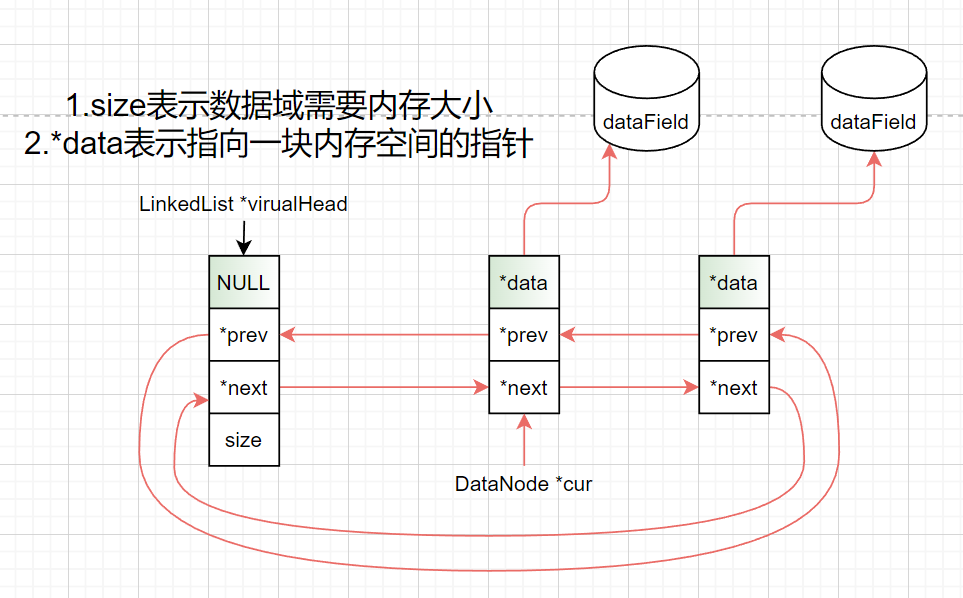 1.size表示数据域需要内存大小
2.*data表示指向一块内存空间的指针
dataField
dataField
LinkedList *virualHead
NULL
*data
*data
*prev
*prev
*prev
*next
*next
*next
size
DataNode *cur